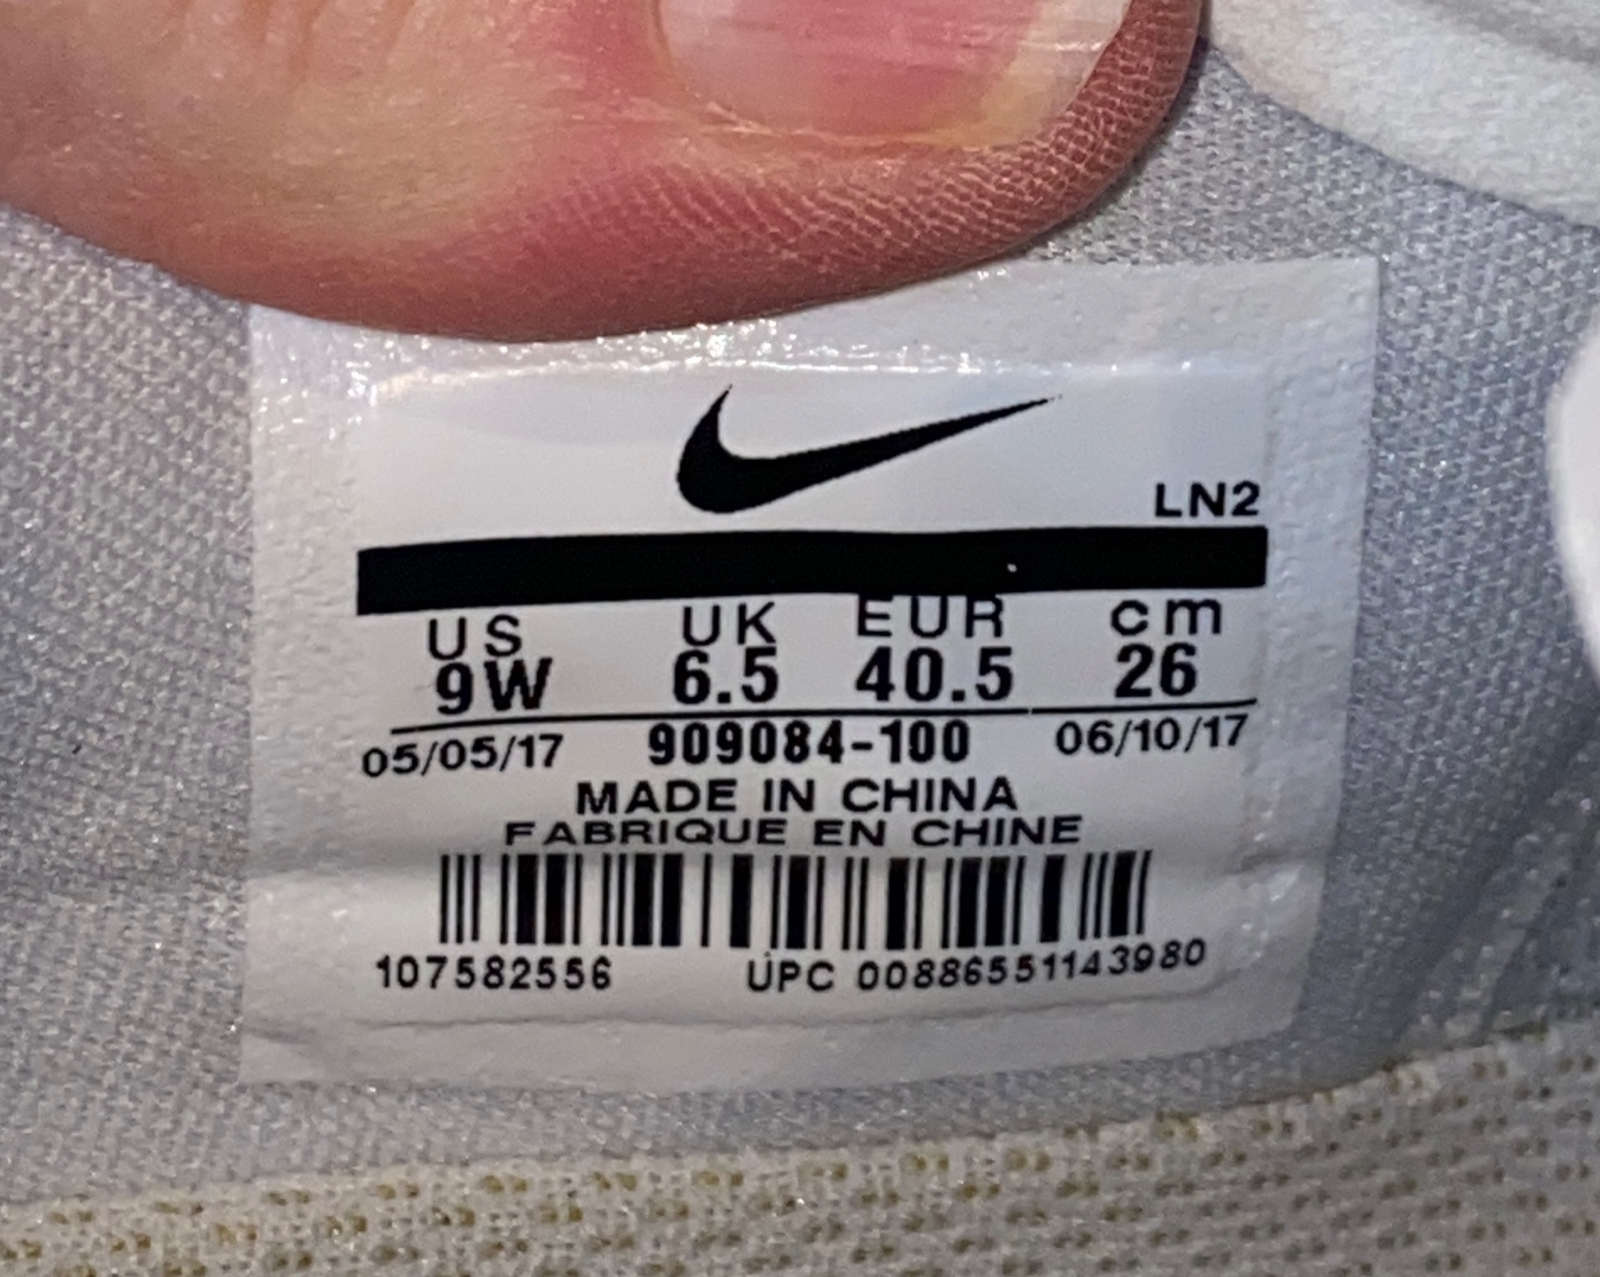 LN2
US UK EUR cm
9W 6.5 40.5 26
05/05/17 909084-100 06/10/17
MADE IN CHINA
FABRIQUE EN CHINE
107582556 UPC 00886551143980